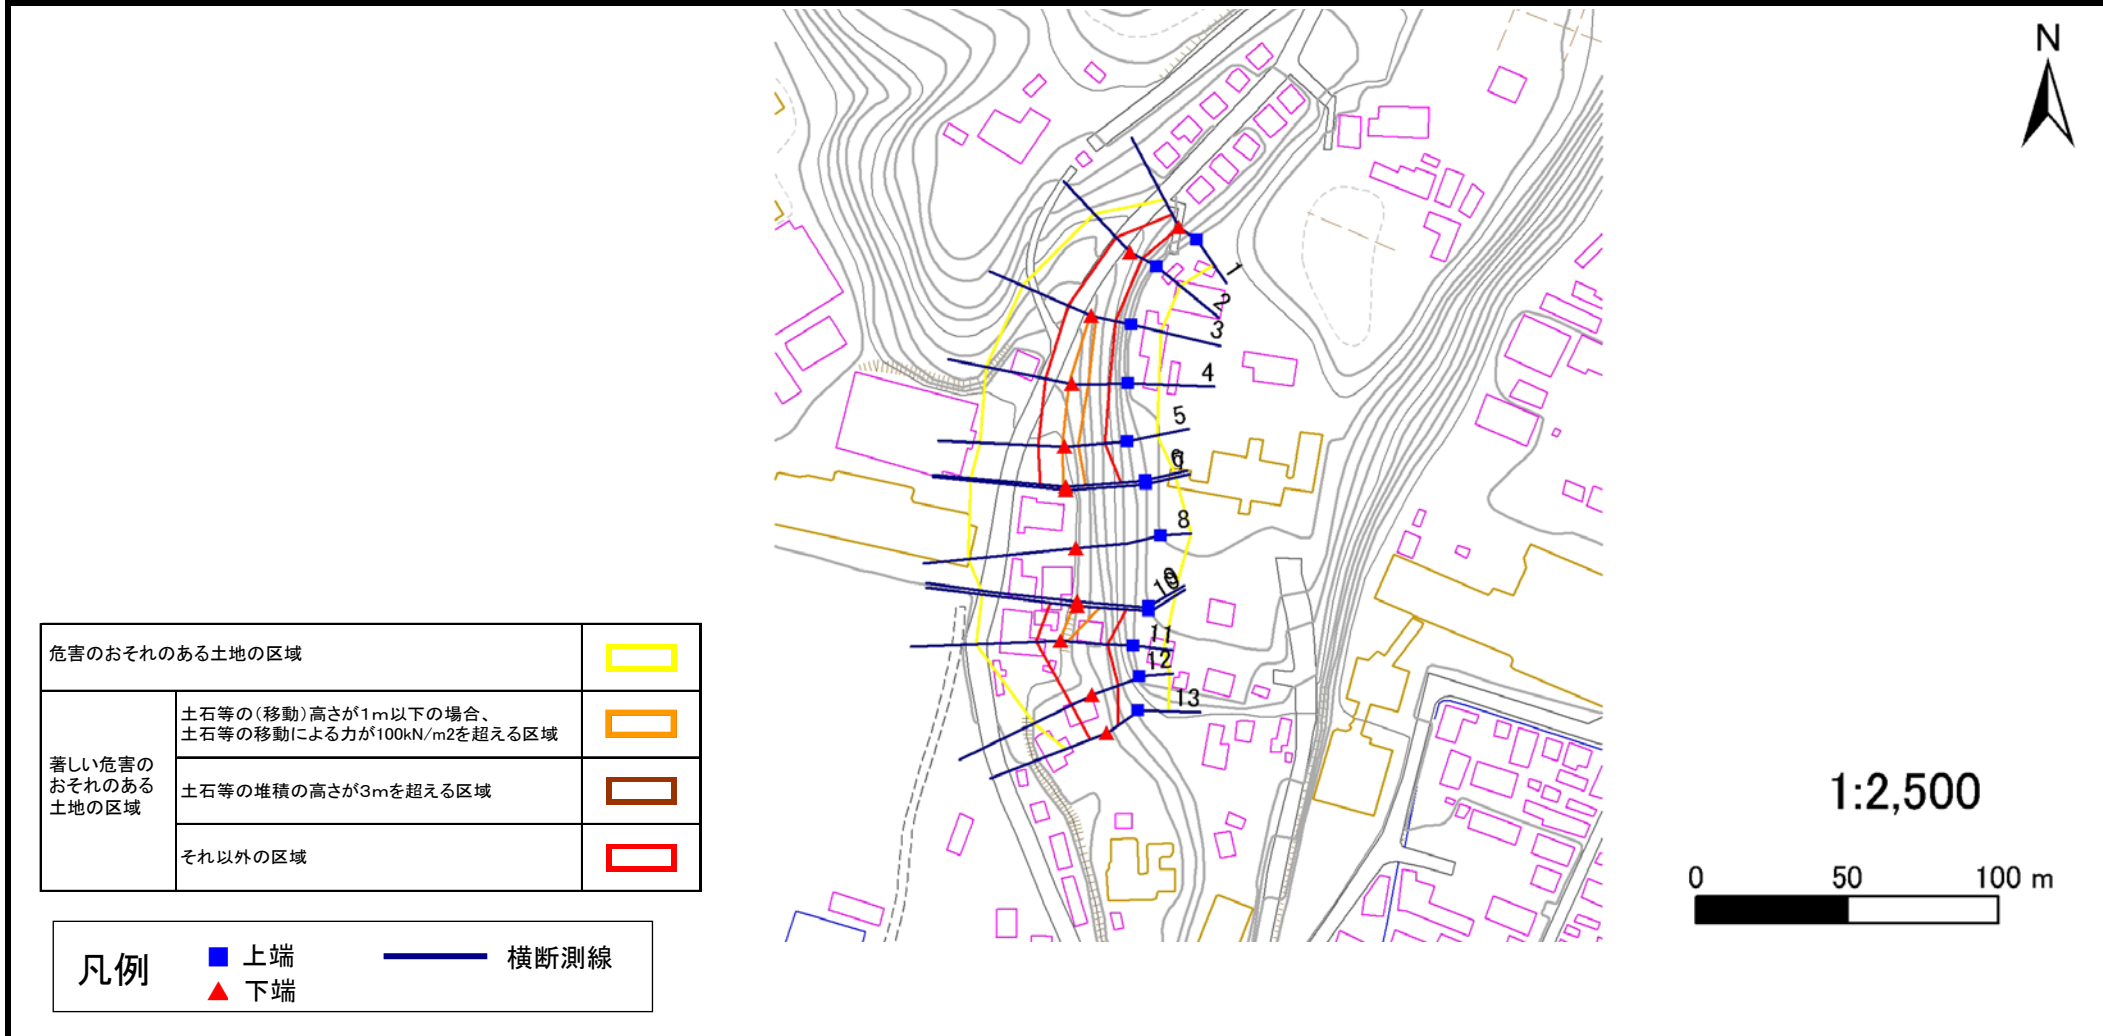 N
1
2
3
4
5
6
8
9
10
11
12
13
危害のおそれのある土地の区域
著しい危害の
おそれのある
土地の区域
土石等の(移動)高さが1m以下の場合、
土石等の移動による力が100kN/m2を超える区域
土石等の堆積の高さが3mを超える区域
それ以外の区域
凡例
上端
下端
横断測線
1:2,500
0 50 100 m